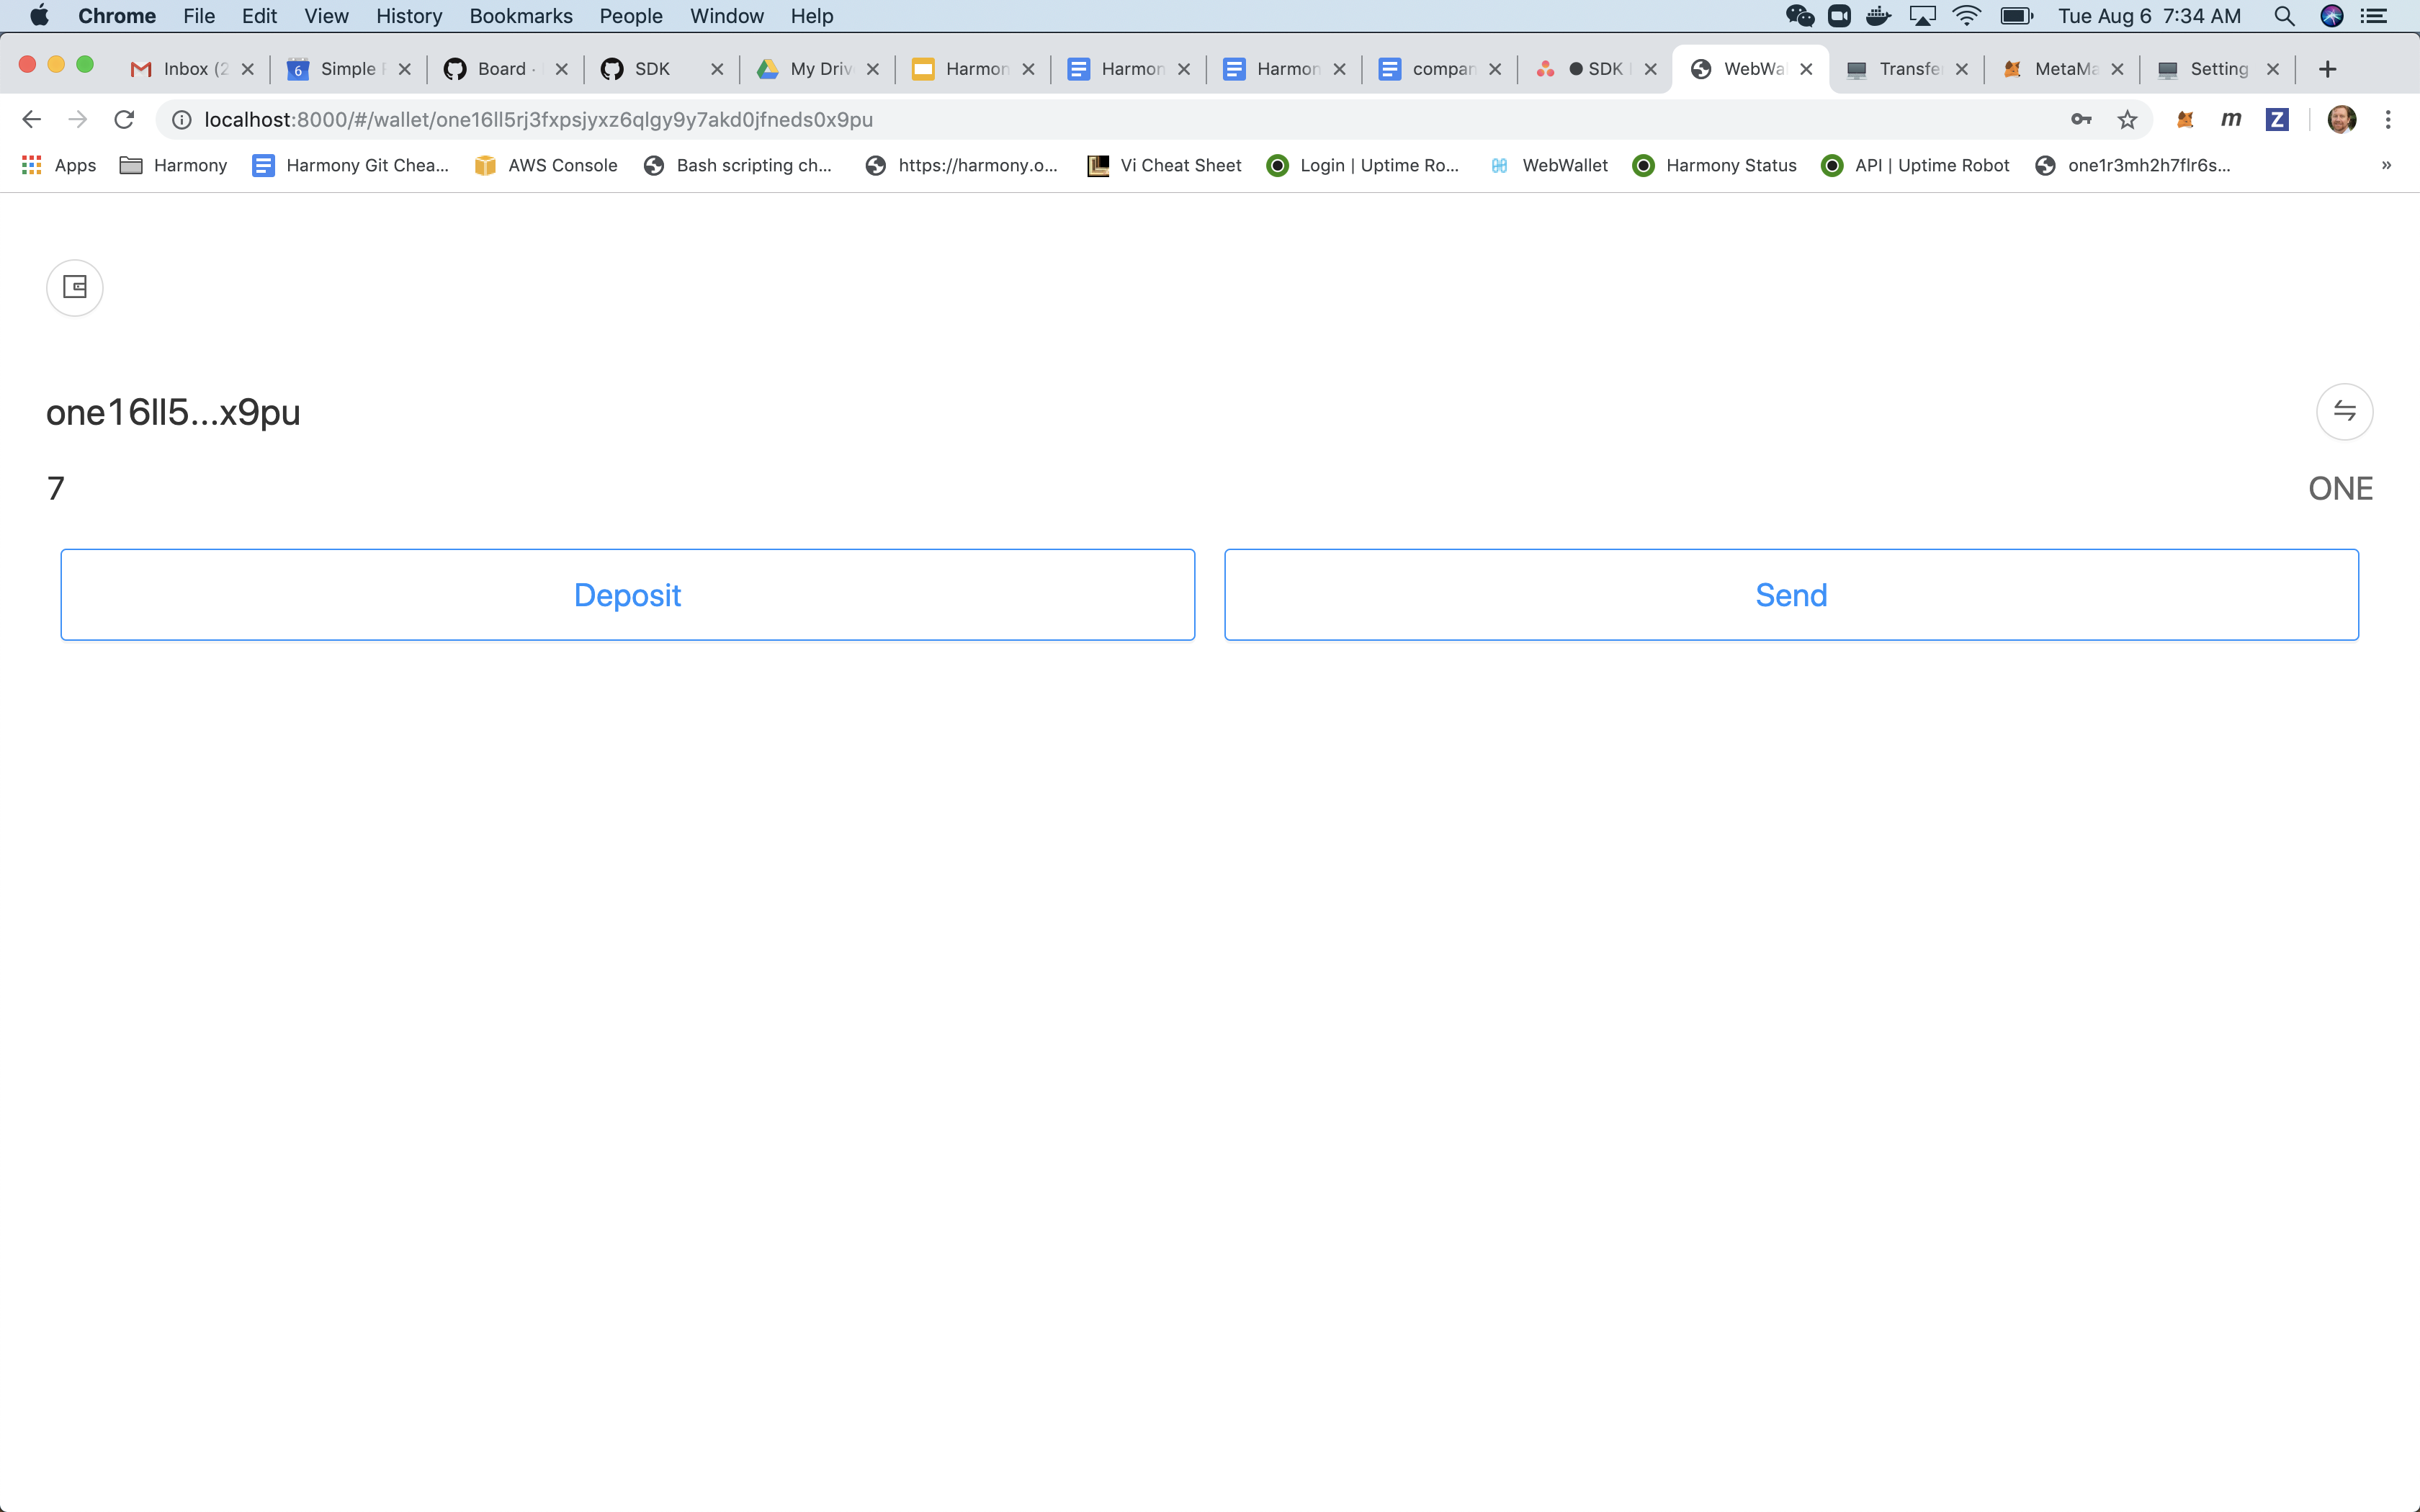 Chrome File Edit View History Bookmarks People Window Help Tue Aug 6 7:34 AM
Inbox (2 6 Simple Board · SDK My Driv Harmon Harmon Harmon compan SDK WebWal Transfe MetaMa Setting
localhost:8000/#/wallet/one16ll5rj3fxpsjyxz6qlgy9y7akd0jfneds0x9pu m Z
Apps Harmony Harmony Git Chea... AWS Console Bash scripting ch... https://harmony.o... Vi Cheat Sheet Login | Uptime Ro... WebWallet Harmony Status API | Uptime Robot one1r3mh2h7flr6s... »
one16ll5...x9pu
7 ONE
Deposit Send